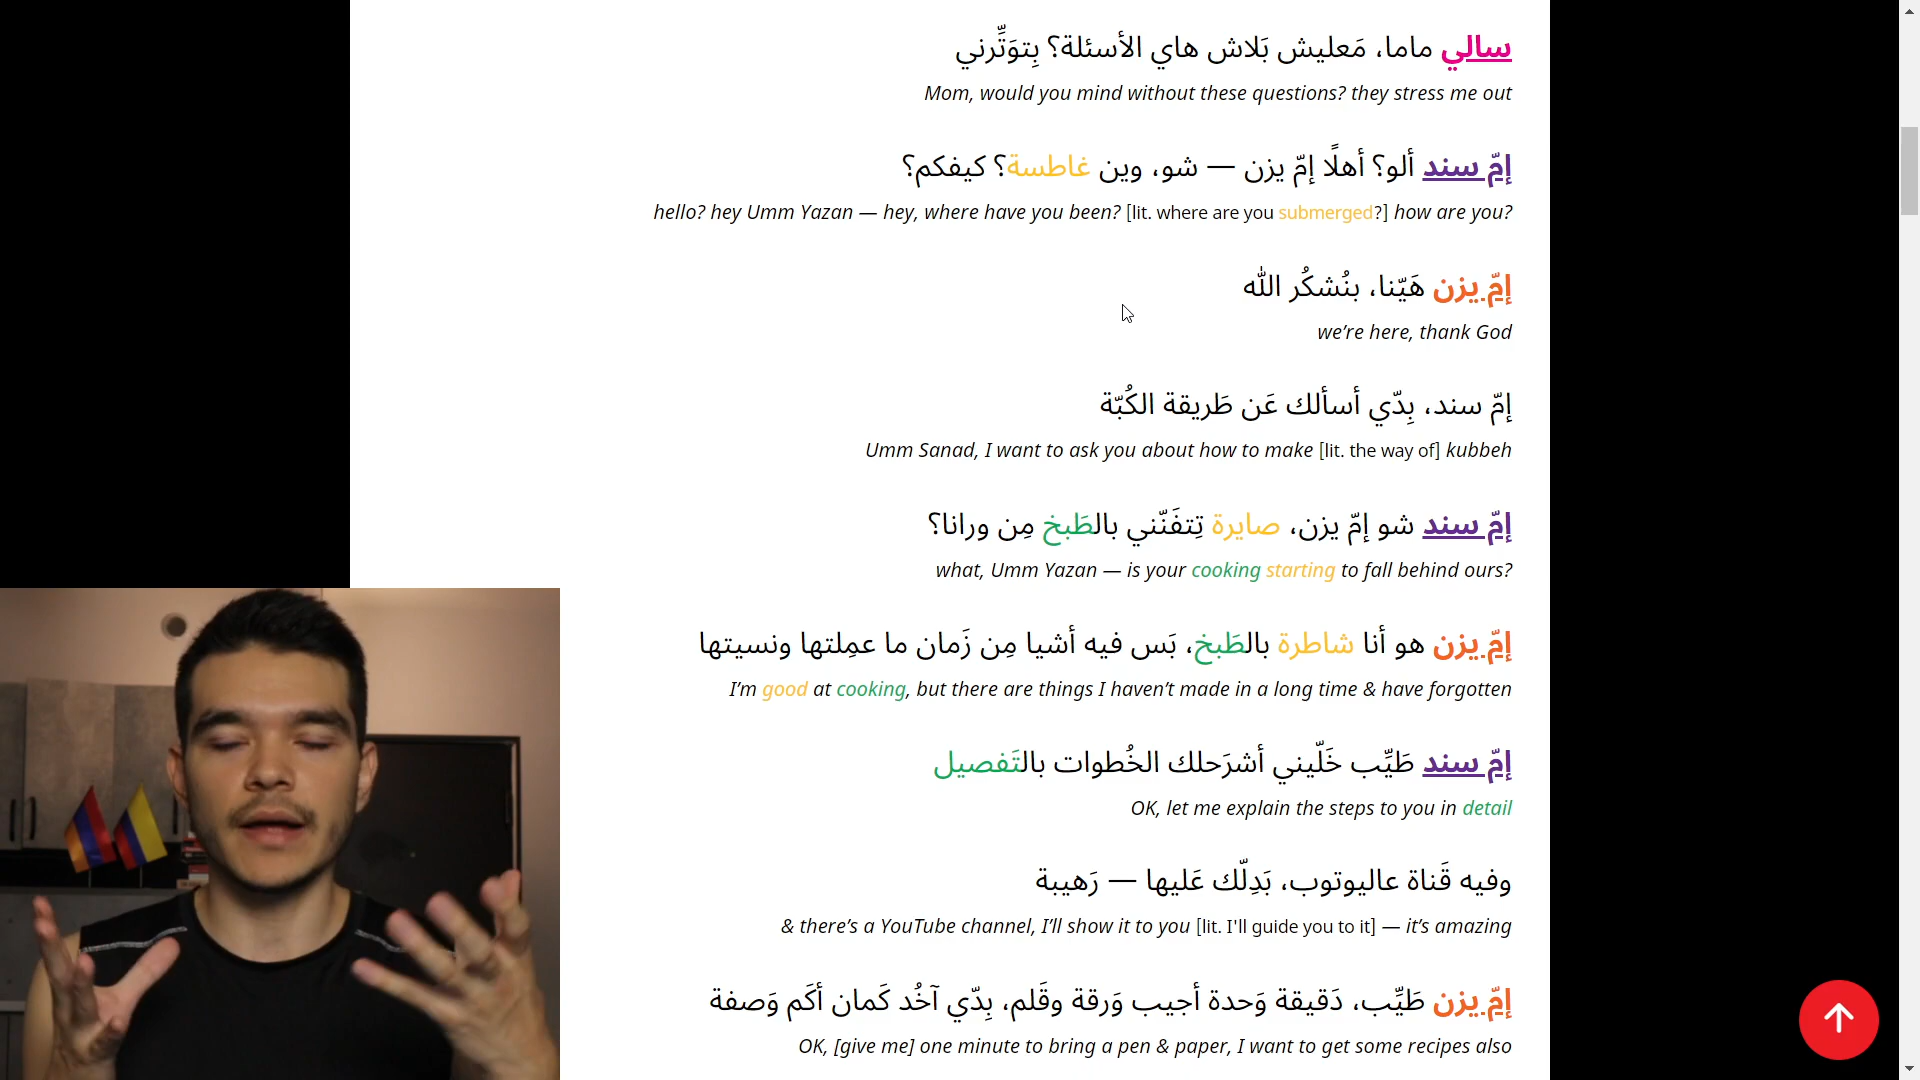 سالي ماما، مَعليش بَلاش هاي الأسئلة؟ بِتوَتِّرني
Mom, would you mind without these questions? they stress me out
إمّ سند ألو؟ أهلًا إمّ يزن — شو، وين غاطسة؟ كيفكم؟
hello? hey Umm Yazan — hey, where have you been? [lit. where are you submerged?] how are you?
إمّ يزن هَيّنا، بنُشكُر الله
we’re here, thank God
إمّ سند، بِدّي أسألك عَن طَريقة الكُبّة
Umm Sanad, I want to ask you about how to make [lit. the way of] kubbeh
إمّ سند شو إمّ يزن، صايرة تِتفَنّني بالطَبخ مِن ورانا؟
what, Umm Yazan — is your cooking starting to fall behind ours?
إمّ يزن هو أنا شاطرة بالطَبخ، بَس فيه أشيا مِن زَمان ما عمِلتها ونسيتها
I’m good at cooking, but there are things I haven’t made in a long time & have forgotten
إمّ سند طَيِّب خَلّيني أشرَحلك الخُطوات بالتَفصيل
OK, let me explain the steps to you in detail
وفيه قَناة عاليوتوب، بَدِلّك عَليها — رَهيبة
& there’s a YouTube channel, I’ll show it to you [lit. I'll guide you to it] — it’s amazing
إمّ يزن طَيِّب، دَقيقة وَحدة أجيب وَرقة وقَلم، بِدّي آخُد كَمان أكَم وَصفة
OK, [give me] one minute to bring a pen & paper, I want to get some recipes also